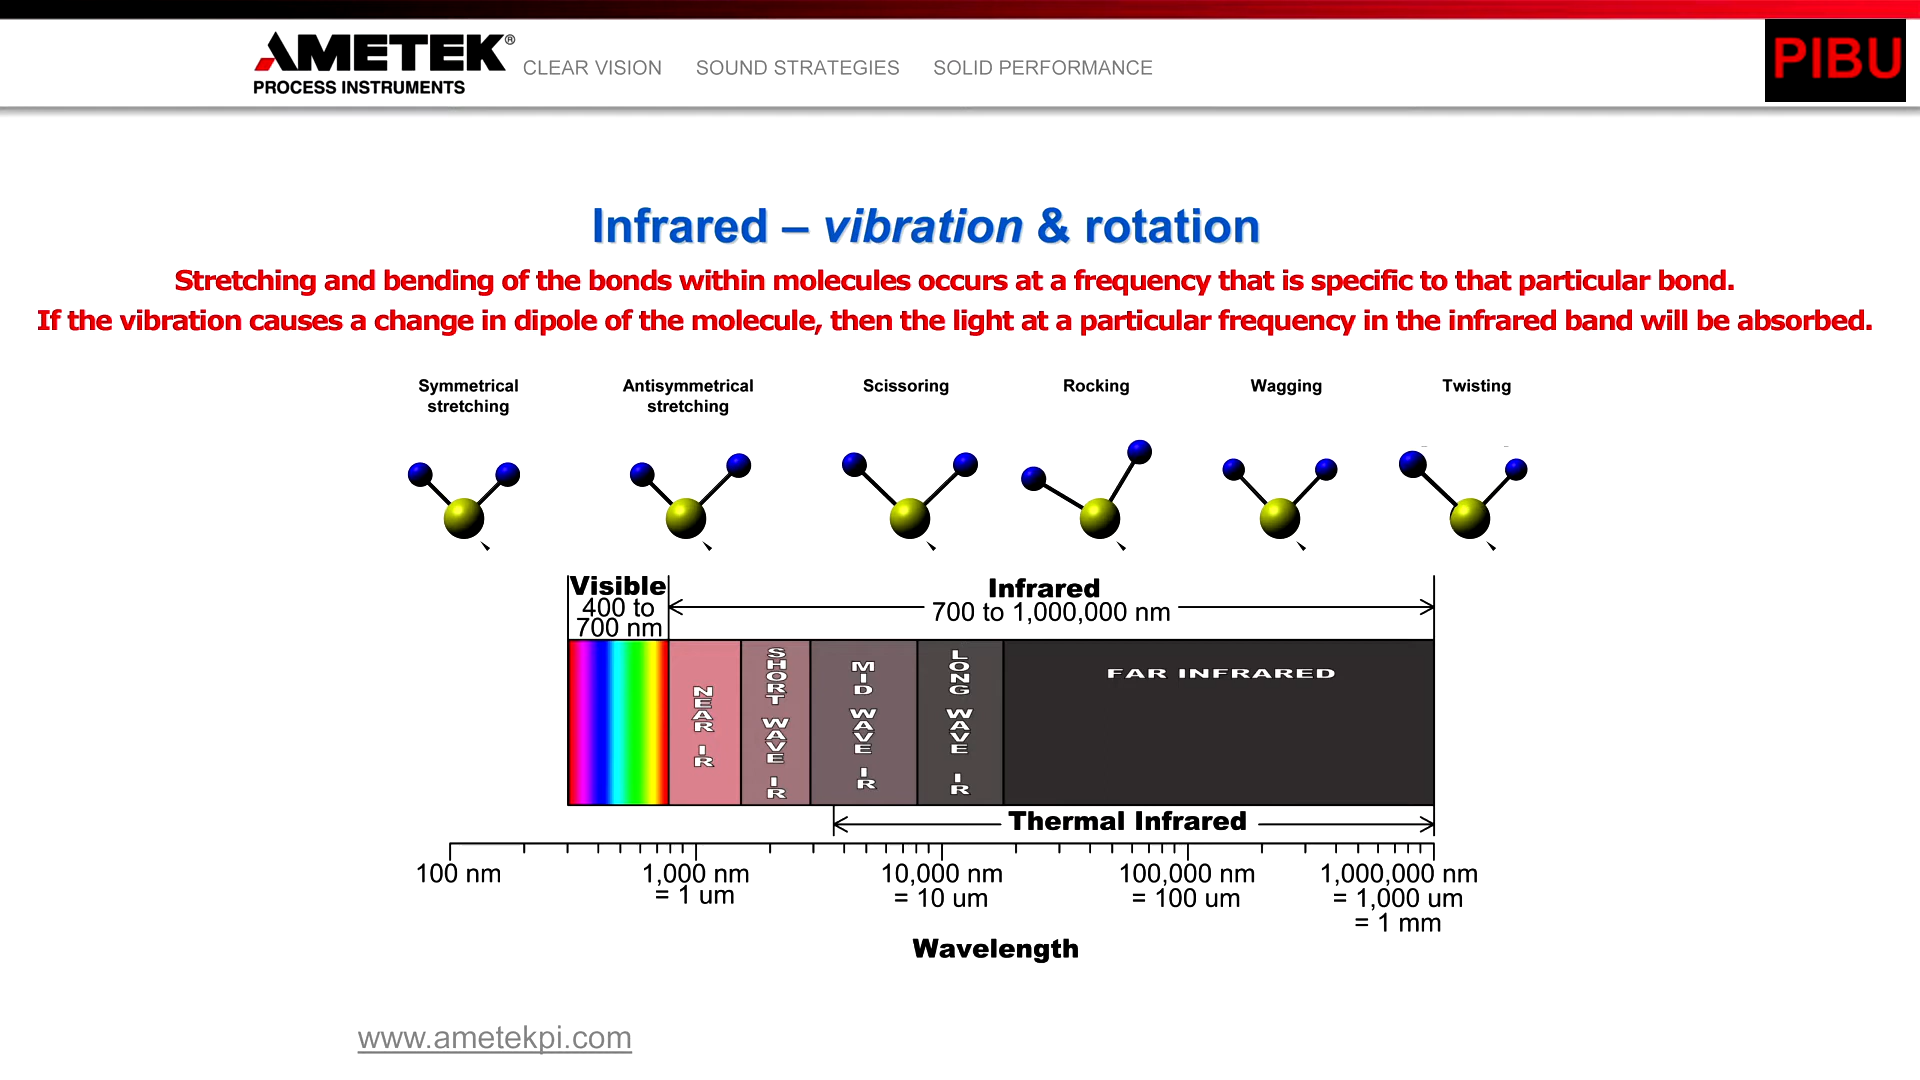 AMETEK®
PROCESS INSTRUMENTS
CLEAR VISION SOUND STRATEGIES SOLID PERFORMANCE
PIBU
Infrared – vibration & rotation
Stretching and bending of the bonds within molecules occurs at a frequency that is specific to that particular bond.
If the vibration causes a change in dipole of the molecule, then the light at a particular frequency in the infrared band will be absorbed.
Symmetrical
stretching
Antisymmetrical
stretching
Scissoring
Rocking
Wagging
Twisting
Visible
400 to
700 nm
Infrared
700 to 1,000,000 nm
NEAR IR
SHORT WAVE IR
MID WAVE IR
LONG WAVE IR
FAR INFRARED
Thermal Infrared
100 nm
1,000 nm
= 1 um
10,000 nm
= 10 um
100,000 nm
= 100 um
1,000,000 nm
= 1,000 um
= 1 mm
Wavelength
www.ametekpi.com